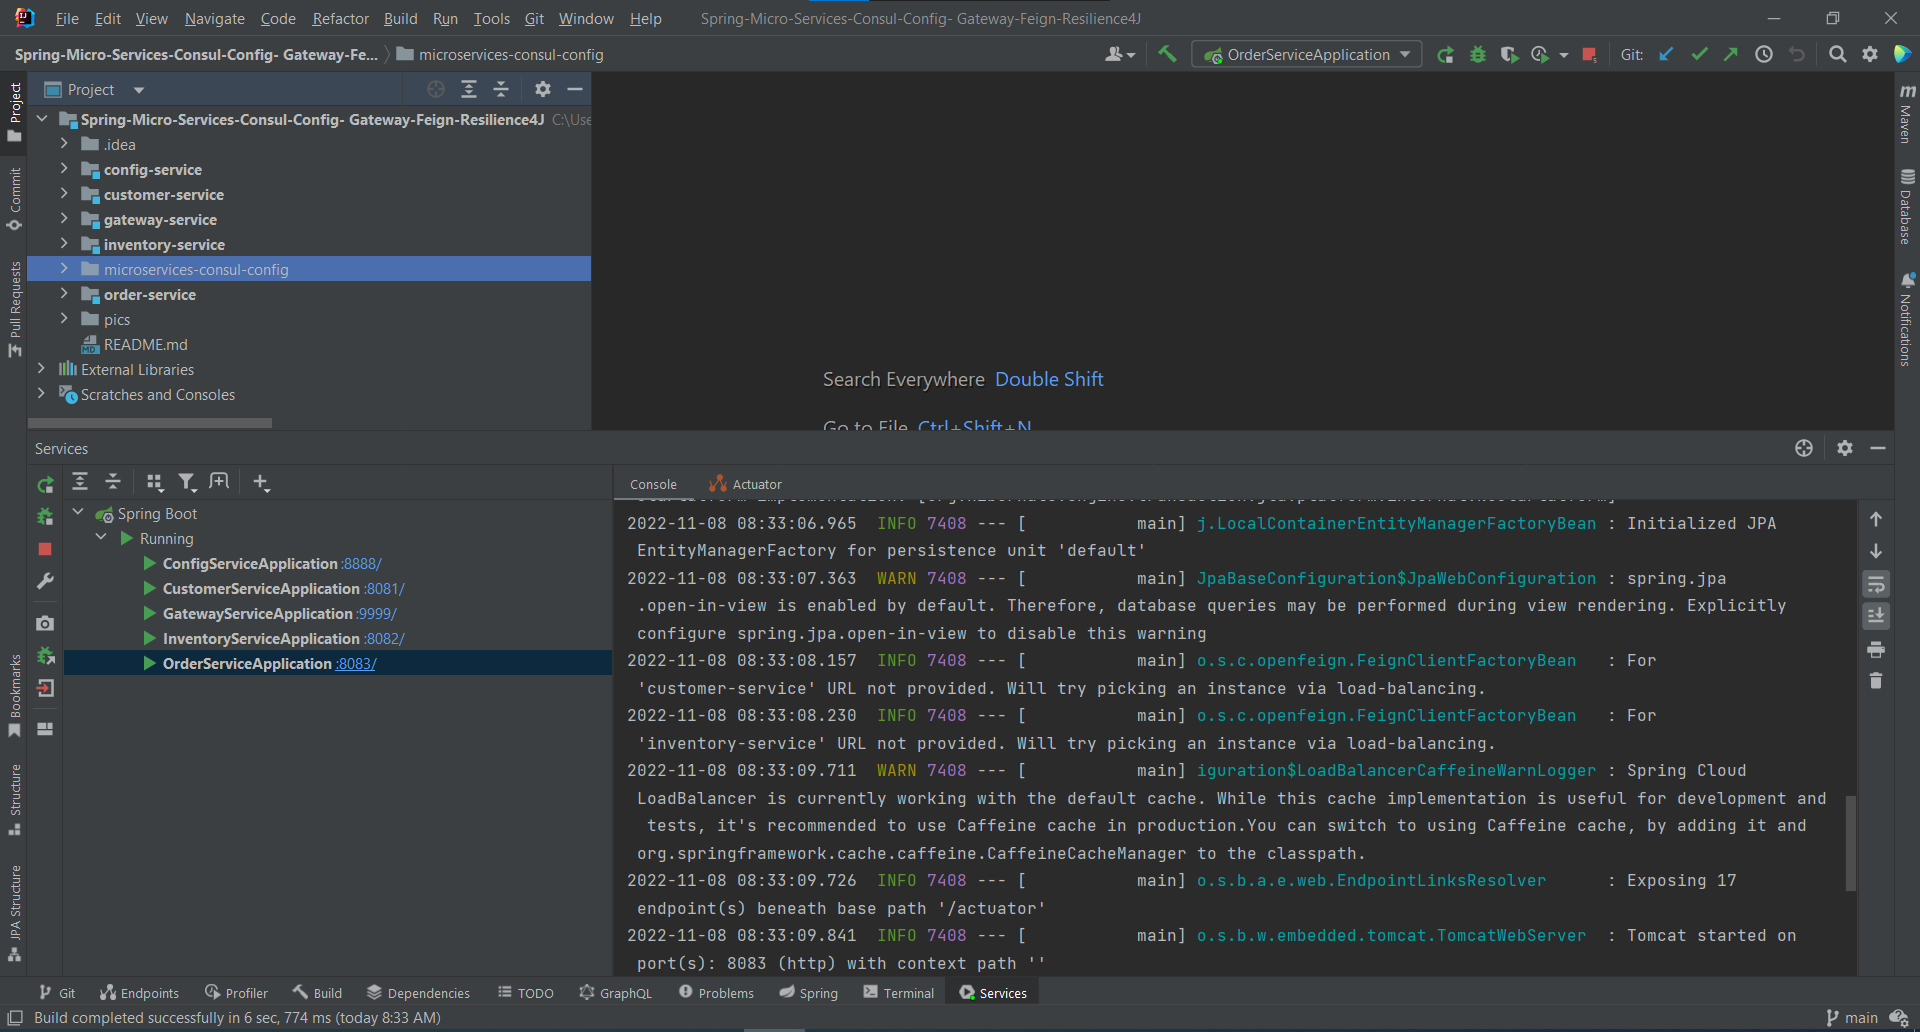 File Edit View Navigate Code Refactor Build Run Tools Git Window Help Spring-Micro-Services-Consul-Config- Gateway-Feign-Resilience4J
Spring-Micro-Services-Consul-Config- Gateway-Fe... microservices-consul-config OrderServiceApplication Git:
Project
Spring-Micro-Services-Consul-Config- Gateway-Feign-Resilience4J C:\Use
.idea
config-service
customer-service
gateway-service
inventory-service
microservices-consul-config
order-service
pics
README.md
External Libraries
Scratches and Consoles
Project
Commit
Pull Requests
Bookmarks
Structure
JPA Structure
Maven
Database
Notifications
Search Everywhere Double Shift
Go to File Ctrl+Shift+N
Services
Spring Boot
Running
ConfigServiceApplication :8888/
CustomerServiceApplication :8081/
GatewayServiceApplication :9999/
InventoryServiceApplication :8082/
OrderServiceApplication :8083/
Console Actuator
2022-11-08 08:33:06.965 INFO 7408 --- [ main] j.LocalContainerEntityManagerFactoryBean : Initialized JPA
EntityManagerFactory for persistence unit 'default'
2022-11-08 08:33:07.363 WARN 7408 --- [ main] JpaBaseConfiguration$JpaWebConfiguration : spring.jpa
.open-in-view is enabled by default. Therefore, database queries may be performed during view rendering. Explicitly
configure spring.jpa.open-in-view to disable this warning
2022-11-08 08:33:08.157 INFO 7408 --- [ main] o.s.c.openfeign.FeignClientFactoryBean : For
'customer-service' URL not provided. Will try picking an instance via load-balancing.
2022-11-08 08:33:08.230 INFO 7408 --- [ main] o.s.c.openfeign.FeignClientFactoryBean : For
'inventory-service' URL not provided. Will try picking an instance via load-balancing.
2022-11-08 08:33:09.711 WARN 7408 --- [ main] iguration$LoadBalancerCaffeineWarnLogger : Spring Cloud
LoadBalancer is currently working with the default cache. While this cache implementation is useful for development and
tests, it's recommended to use Caffeine cache in production.You can switch to using Caffeine cache, by adding it and
org.springframework.cache.caffeine.CaffeineCacheManager to the classpath.
2022-11-08 08:33:09.726 INFO 7408 --- [ main] o.s.b.a.e.web.EndpointLinksResolver : Exposing 17
endpoint(s) beneath base path '/actuator'
2022-11-08 08:33:09.841 INFO 7408 --- [ main] o.s.b.w.embedded.tomcat.TomcatWebServer : Tomcat started on
port(s): 8083 (http) with context path ''
Git Endpoints Profiler Build Dependencies TODO GraphQL Problems Spring Terminal Services
Build completed successfully in 6 sec, 774 ms (today 8:33 AM) main